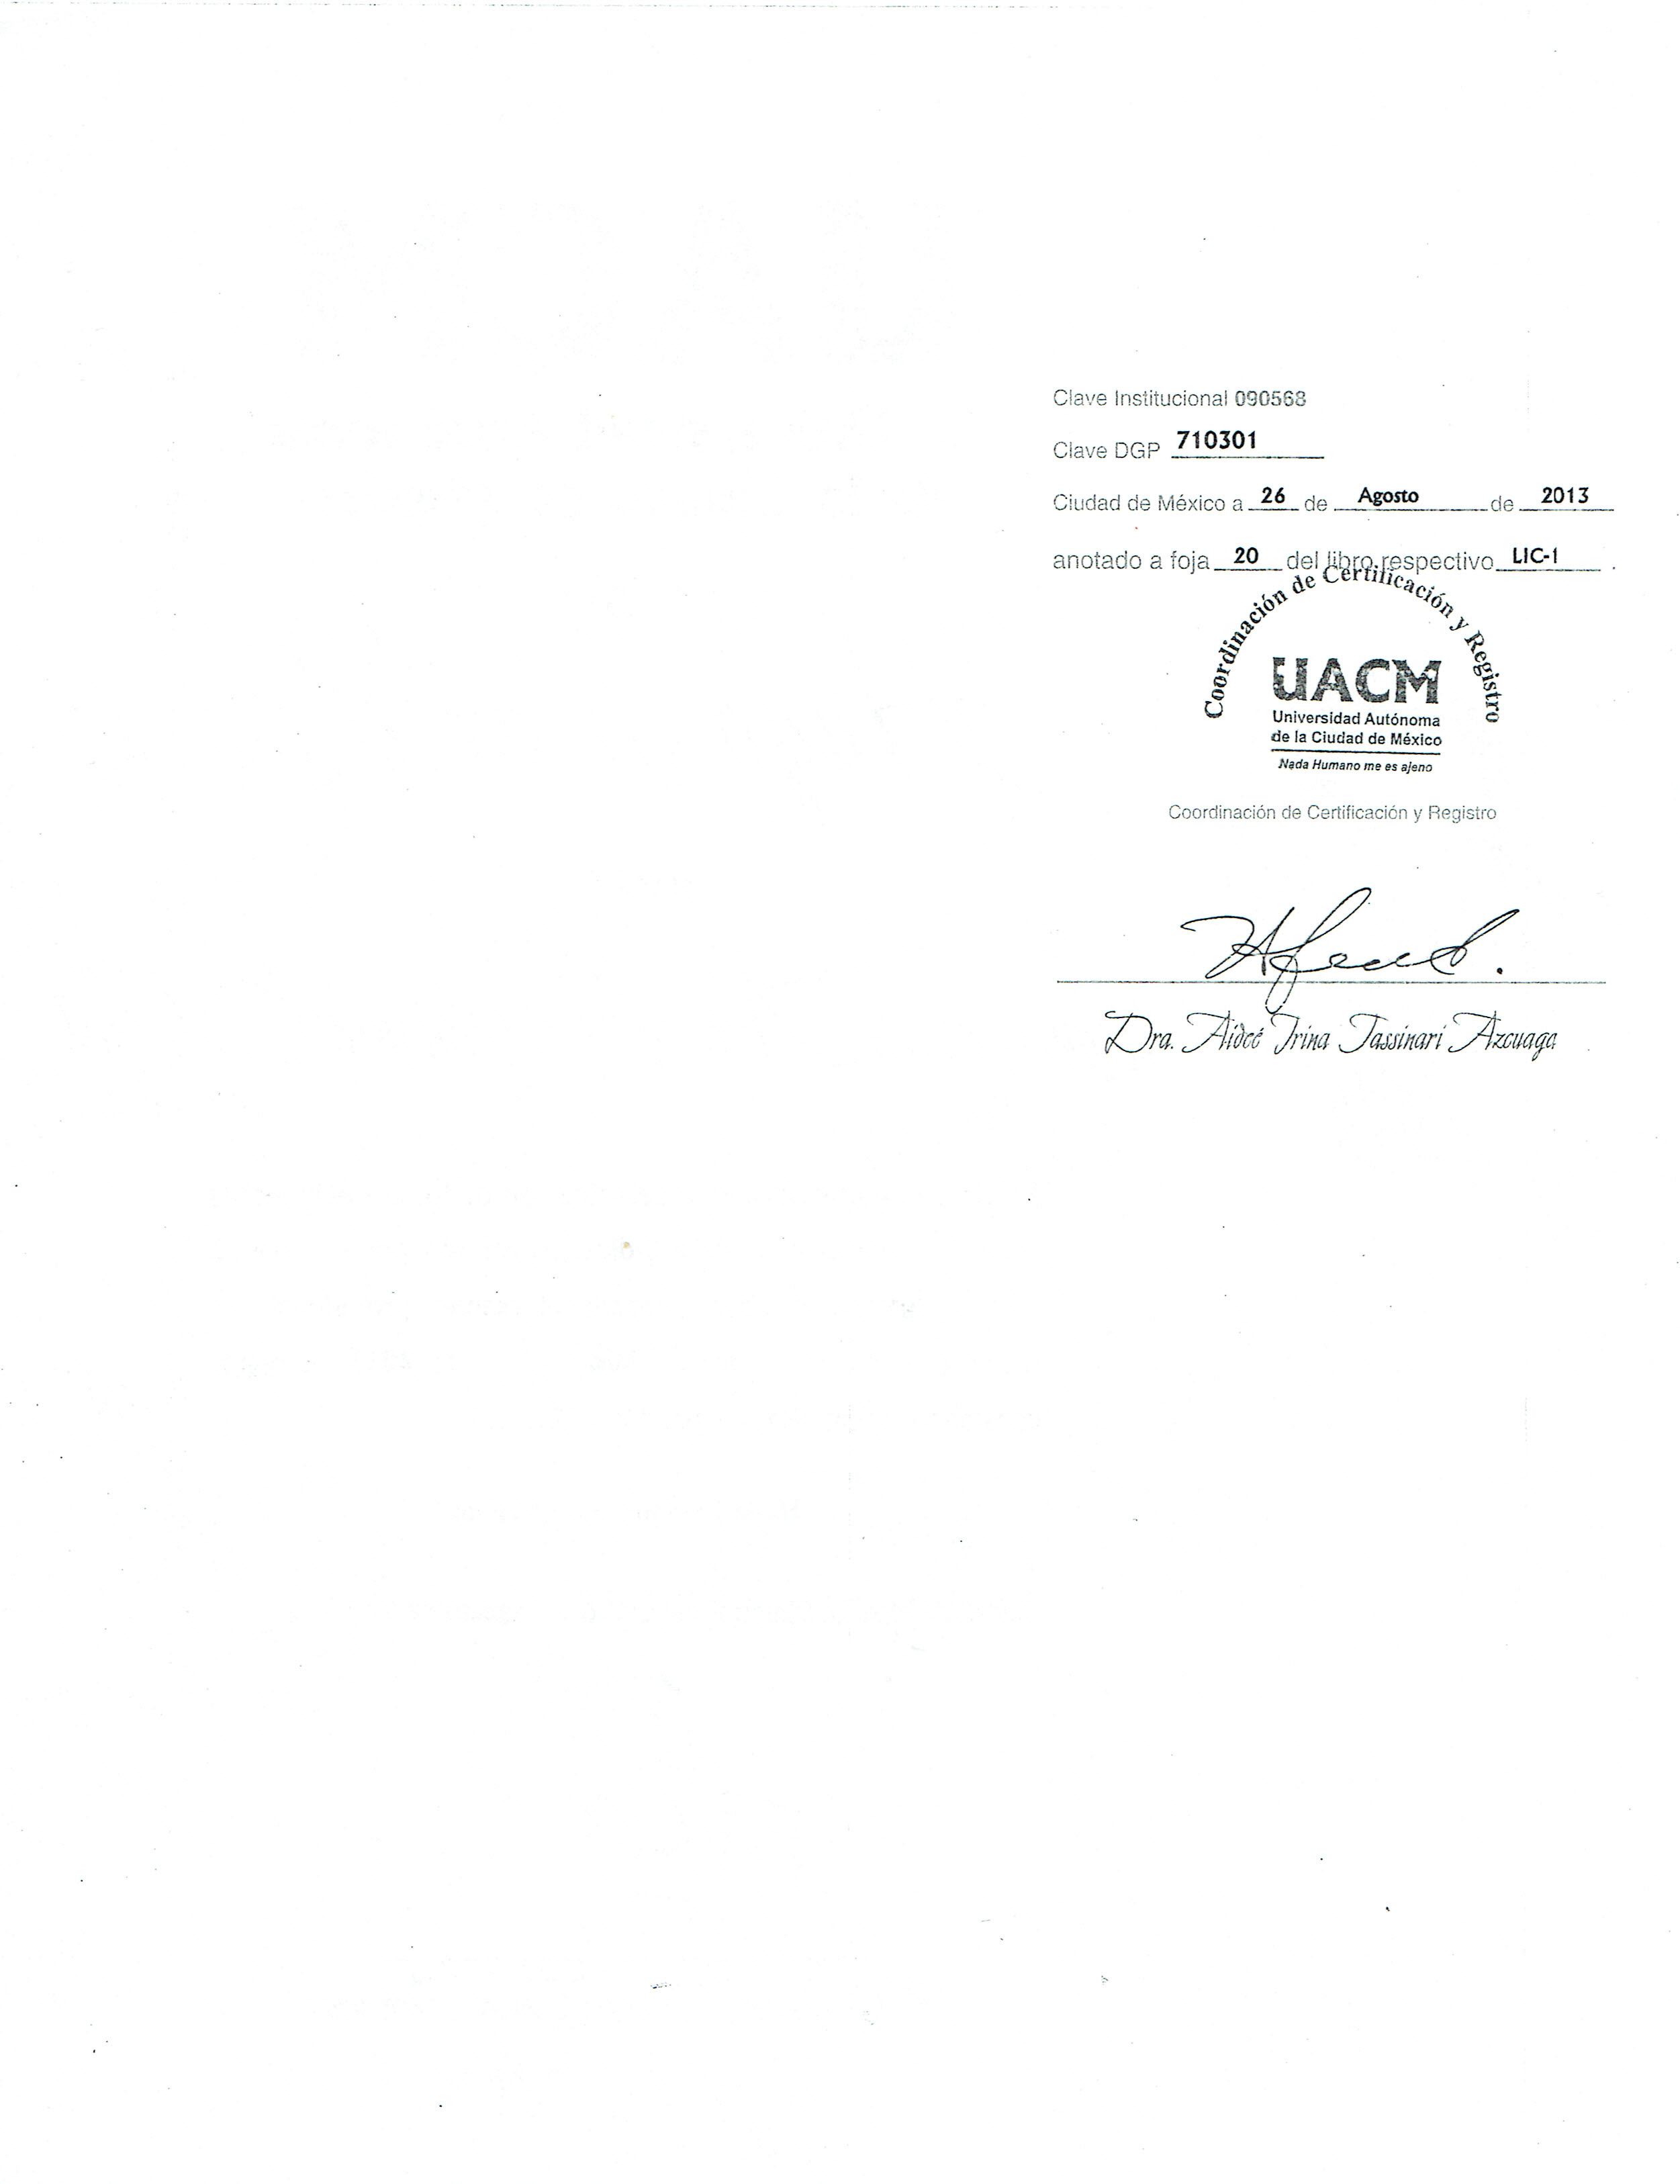 Clave Institucional 090568
Clave DGP 710301
Ciudad de México a 26 de Agosto de 2013
anotado a foja 20 del libro respectivo LIC-1 .
Coordinación de Certificación y Registro
UACM
Universidad Autónoma
de la Ciudad de México
Nada Humano me es ajeno
Coordinación de Certificación y Registro
Dra. Aideé Irina Tassinari Azcuaga